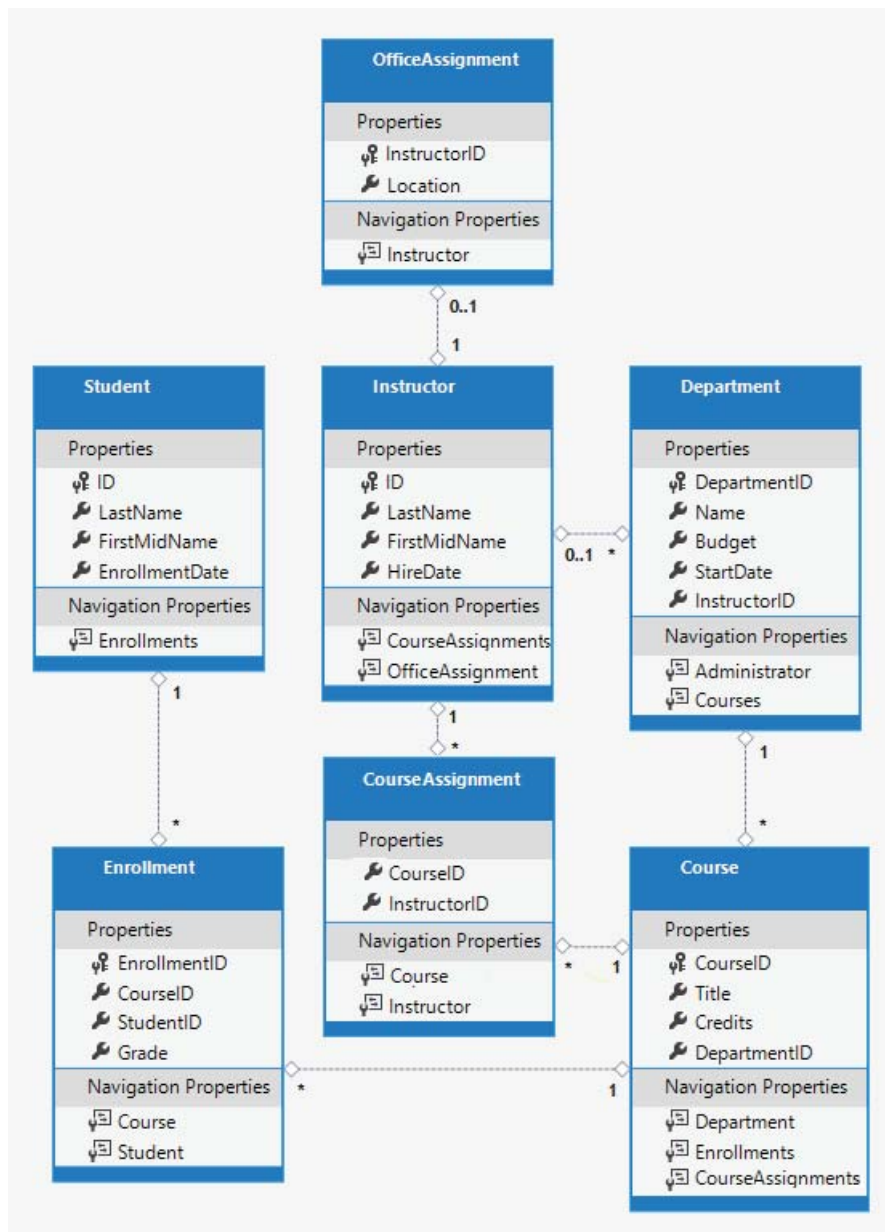 OfficeAssignment
Properties
InstructorID
Location
Navigation Properties
Instructor
0..1
1
Student
Properties
ID
LastName
FirstMidName
EnrollmentDate
Navigation Properties
Enrollments
1
*
Instructor
Properties
ID
LastName
FirstMidName
HireDate
Navigation Properties
CourseAssignments
OfficeAssignment
0..1 *
1
*
Department
Properties
DepartmentID
Name
Budget
StartDate
InstructorID
Navigation Properties
Administrator
Courses
1
*
Enrollment
Properties
EnrollmentID
CourseID
StudentID
Grade
Navigation Properties
Course
Student
* 1
CourseAssignment
Properties
CourseID
InstructorID
Navigation Properties
Course
Instructor
* 1
Course
Properties
CourseID
Title
Credits
DepartmentID
Navigation Properties
Department
Enrollments
CourseAssignments